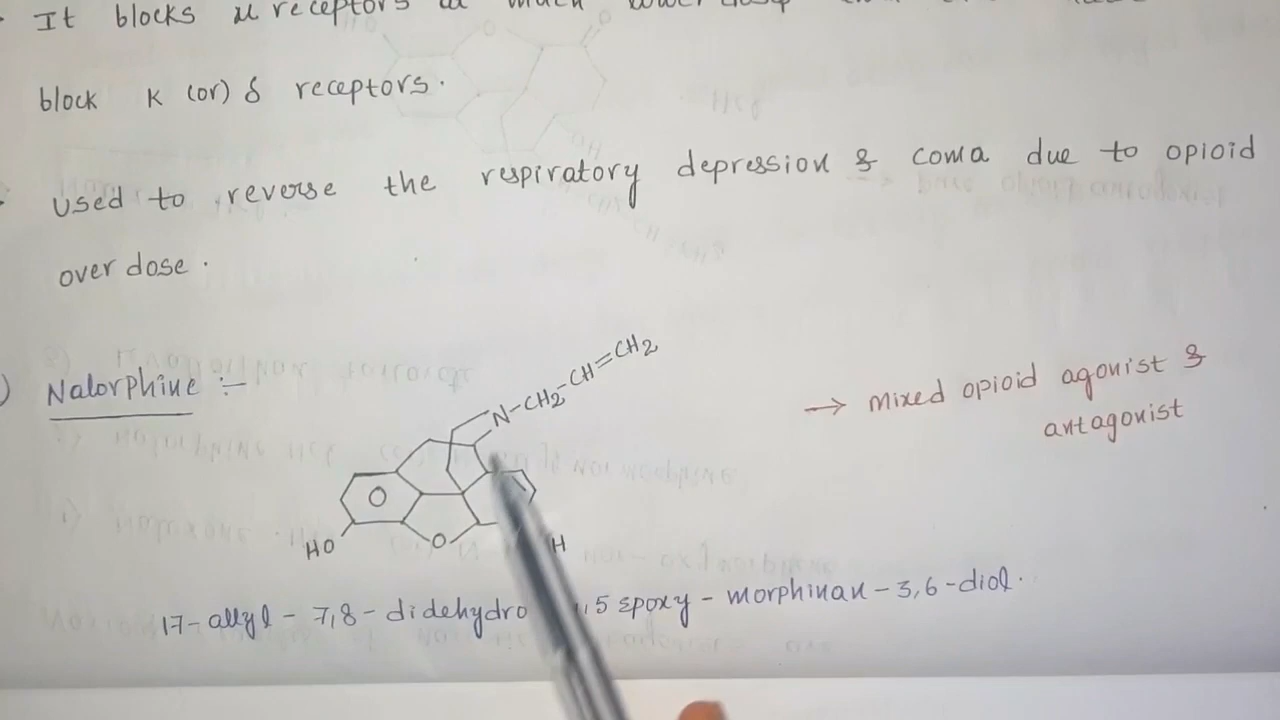 It blocks μ receptors
block K (or) δ receptors.
used to reverse the respiratory depression & coma due to opioid
over dose.
) Nalorphine :-
N-CH2-CH=CH2
→ mixed opioid agonist &
antagonist
O
HO
O
H
17-allyl - 7,8-didehydro ,5 epoxy - morphinan - 3,6-diol.